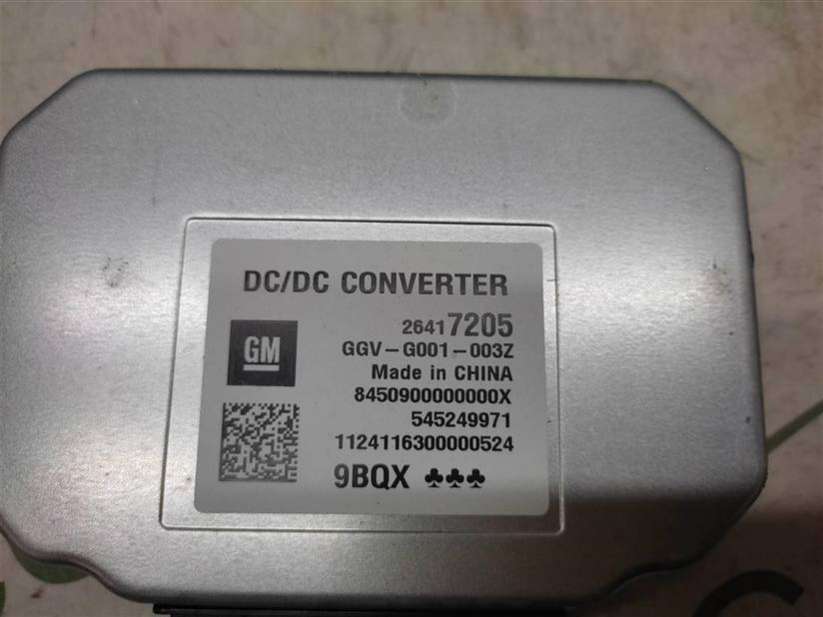 DC/DC CONVERTER
26417205
GM
GGV-G001-003Z
Made in CHINA
8450900000000X
545249971
1124116300000524
9BQX ♣♣♣